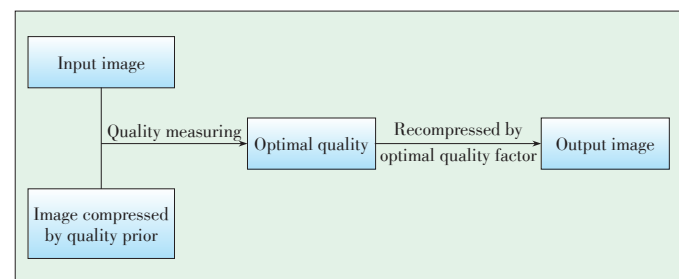 Input image
Quality measuring
Optimal quality
Recompressed by
optimal quality factor
Output image
Image compressed
by quality prior